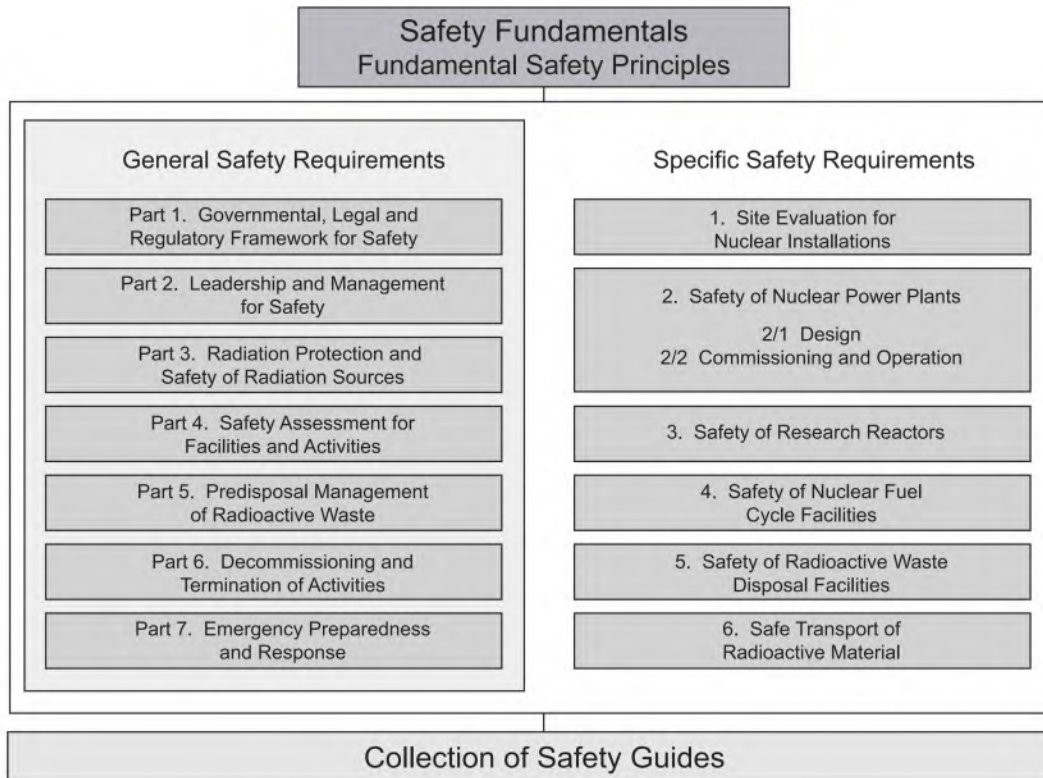 Safety Fundamentals
Fundamental Safety Principles
General Safety Requirements
Part 1. Governmental, Legal and
Regulatory Framework for Safety
Part 2. Leadership and Management
for Safety
Part 3. Radiation Protection and
Safety of Radiation Sources
Part 4. Safety Assessment for
Facilities and Activities
Part 5. Predisposal Management
of Radioactive Waste
Part 6. Decommissioning and
Termination of Activities
Part 7. Emergency Preparedness
and Response
Specific Safety Requirements
1. Site Evaluation for
Nuclear Installations
2. Safety of Nuclear Power Plants
2/1 Design
2/2 Commissioning and Operation
3. Safety of Research Reactors
4. Safety of Nuclear Fuel
Cycle Facilities
5. Safety of Radioactive Waste
Disposal Facilities
6. Safe Transport of
Radioactive Material
Collection of Safety Guides